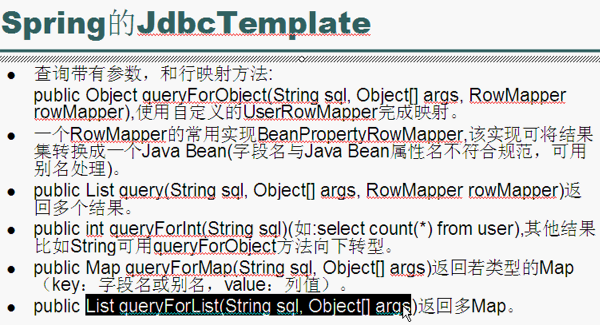 Spring的JdbcTemplate
查询带有参数，和行映射方法:
public Object queryForObject(String sql, Object[] args, RowMapper
rowMapper),使用自定义的UserRowMapper完成映射。
一个RowMapper的常用实现BeanPropertyRowMapper,该实现可将结果
集转换成一个Java Bean(字段名与Java Bean属性名不符合规范，可用
别名处理)。
public List query(String sql, Object[] args, RowMapper rowMapper)返
回多个结果。
public int queryForInt(String sql)(如:select count(*) from user),其他结果
比如String可用queryForObject方法向下转型。
public Map queryForMap(String sql, Object[] args)返回若类型的Map
（key：字段名或别名，value：列值）。
public List queryForList(String sql, Object[] args)返回多Map。